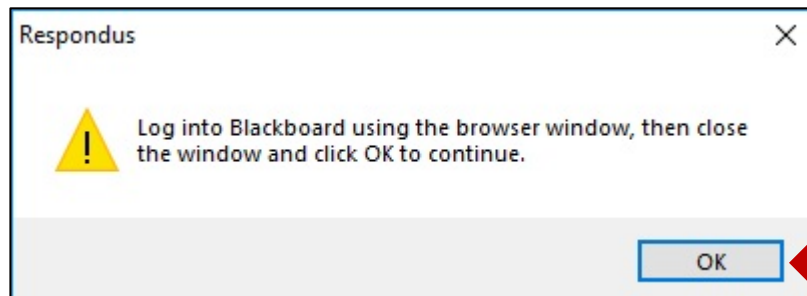 Respondus
Log into Blackboard using the browser window, then close
the window and click OK to continue.
OK